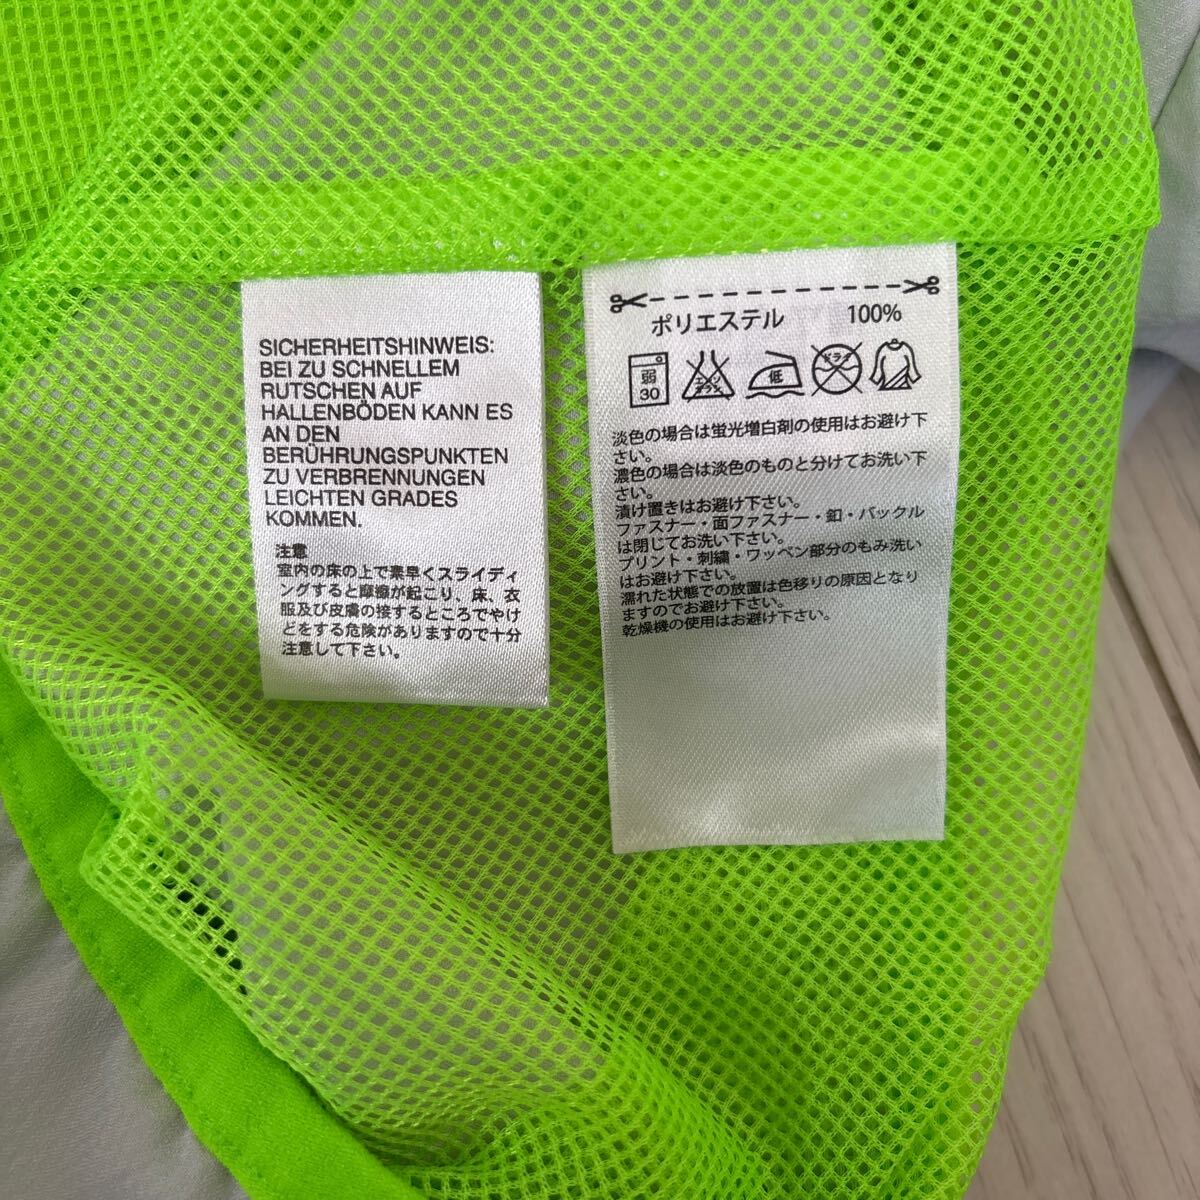 SICHERHEITSHINWEIS:
BEI ZU SCHNELLEM
RUTSCHEN AUF
HALLENBÖDEN KANN ES
AN DEN
BERÜHRUNGSPUNKTEN
ZU VERBRENNUNGEN
LEICHTEN GRADES
KOMMEN.
注意
室内の床の上で素早くスライディ
ングすると摩擦が起こり、床、衣
服及び皮膚の接するところでやけ
どをする危険がありますので十分
注意して下さい。
ポリエステル 100%
弱
30
エンソ
サラシ
低
ドライ
淡色の場合は蛍光増白剤の使用はお避け下
さい。
濃色の場合は淡色のものと分けてお洗い下
さい。
漬け置きはお避け下さい。
ファスナー・面ファスナー・釦・バックル
は閉じてお洗い下さい。
プリント・刺繍・ワッペン部分のもみ洗い
はお避け下さい。
濡れた状態での放置は色移りの原因となり
ますのでお避け下さい。
乾燥機の使用はお避け下さい。